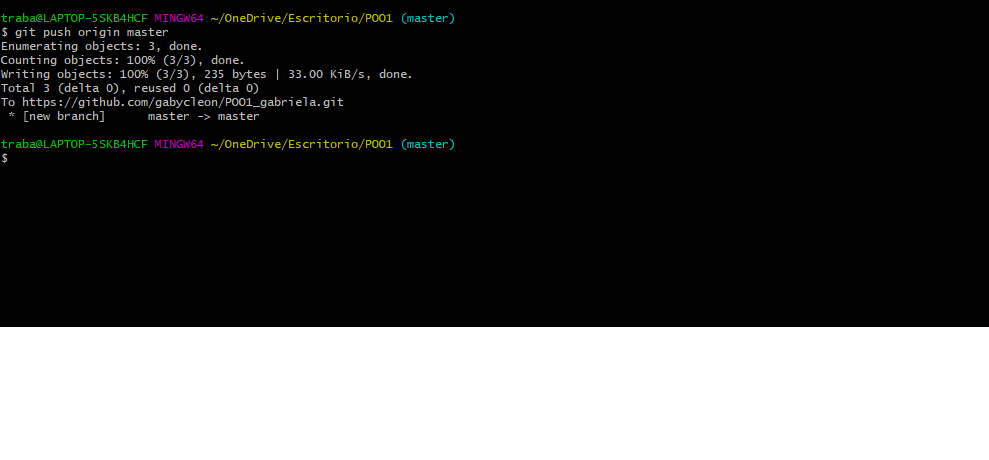 traba@LAPTOP-5SKB4HCF MINGW64 ~/OneDrive/Escritorio/POO1 (master)
$ git push origin master
Enumerating objects: 3, done.
Counting objects: 100% (3/3), done.
Writing objects: 100% (3/3), 235 bytes | 33.00 KiB/s, done.
Total 3 (delta 0), reused 0 (delta 0)
To https://github.com/gabycleon/POO1_gabriela.git
 * [new branch]      master -> master
traba@LAPTOP-5SKB4HCF MINGW64 ~/OneDrive/Escritorio/POO1 (master)
$